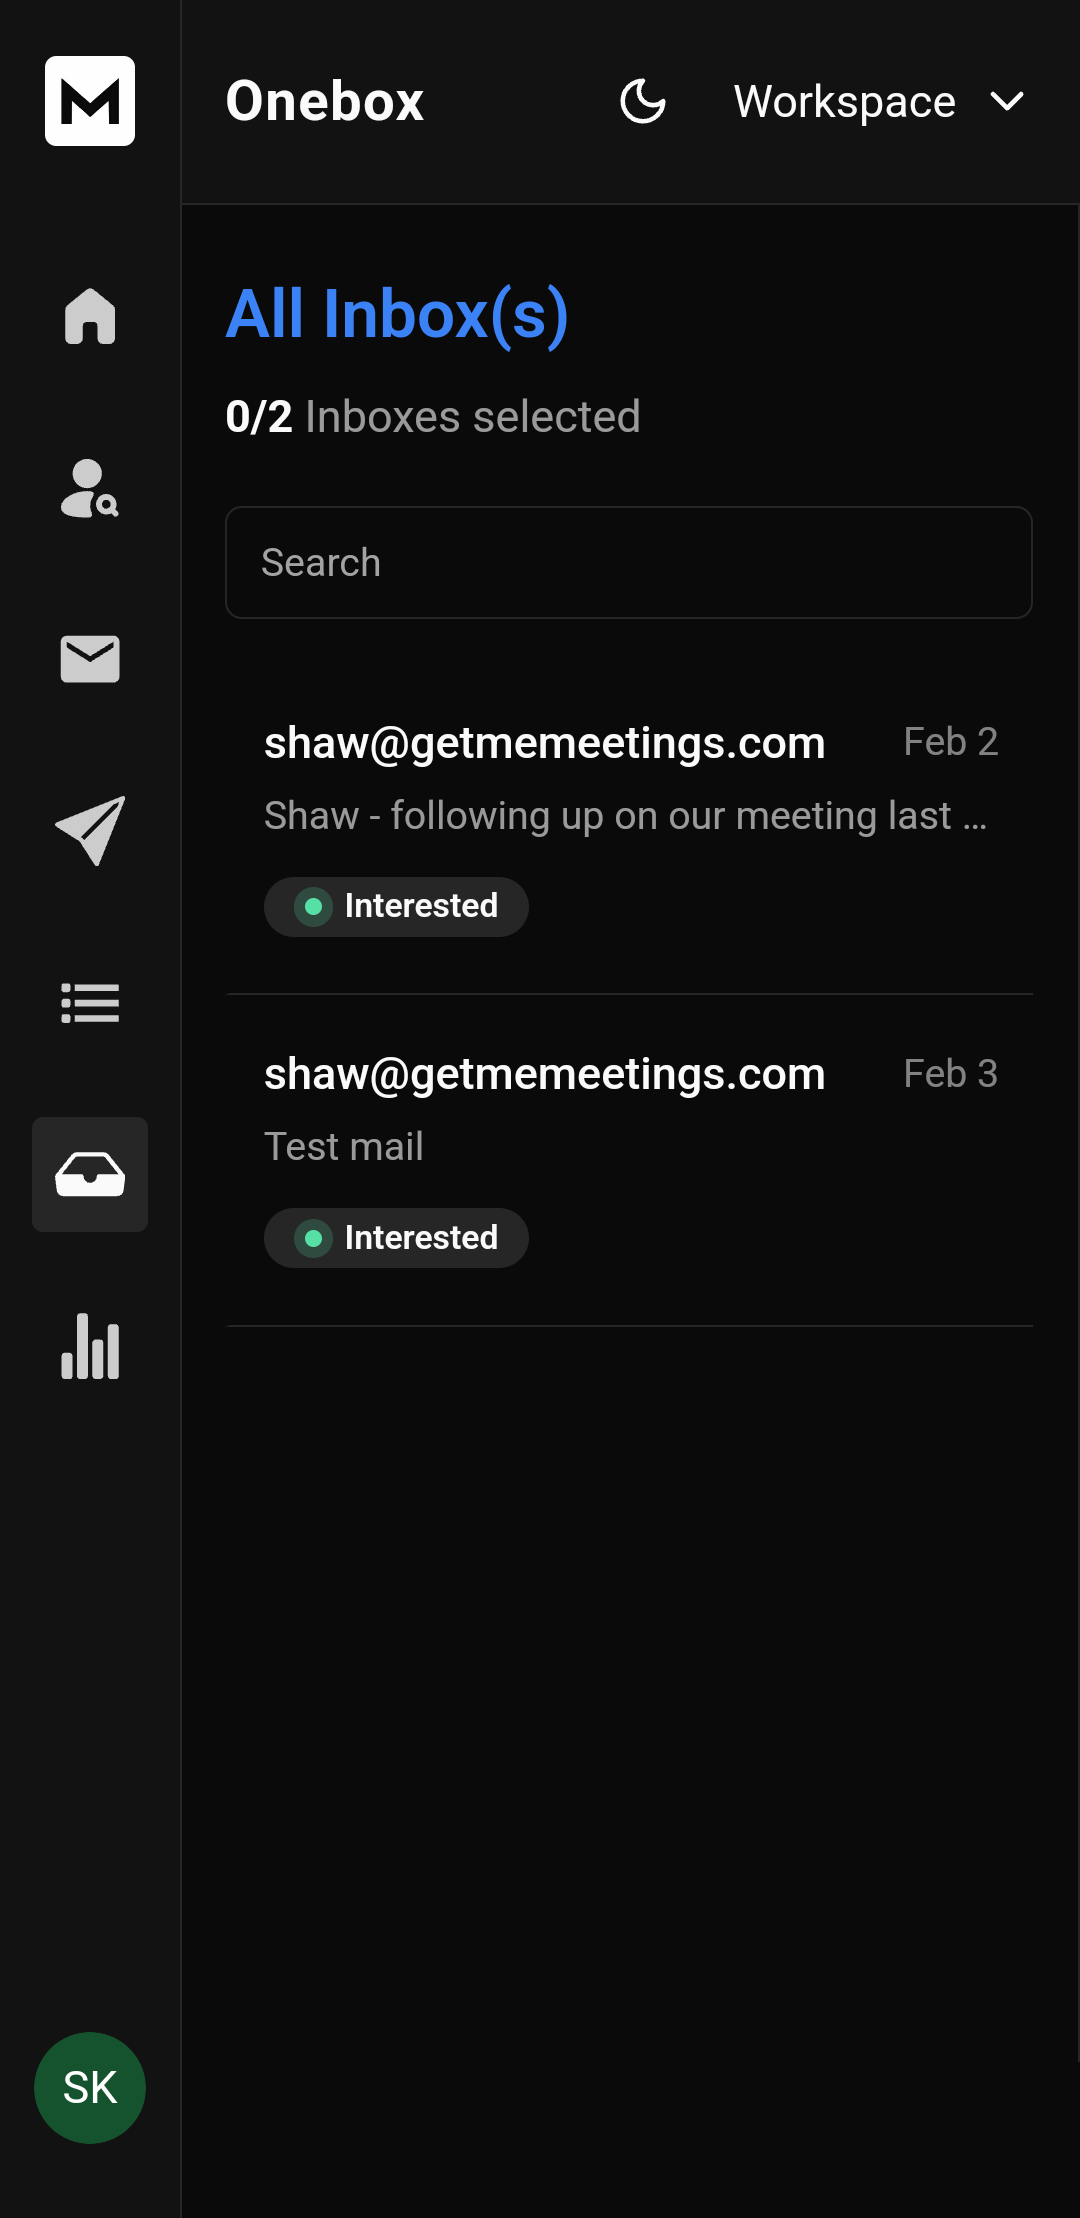 M
Onebox
Workspace
All Inbox(s)
0/2 Inboxes selected
Search
shaw@getmemeetings.com Feb 2
Shaw - following up on our meeting last ...
Interested
shaw@getmemeetings.com Feb 3
Test mail
Interested
SK